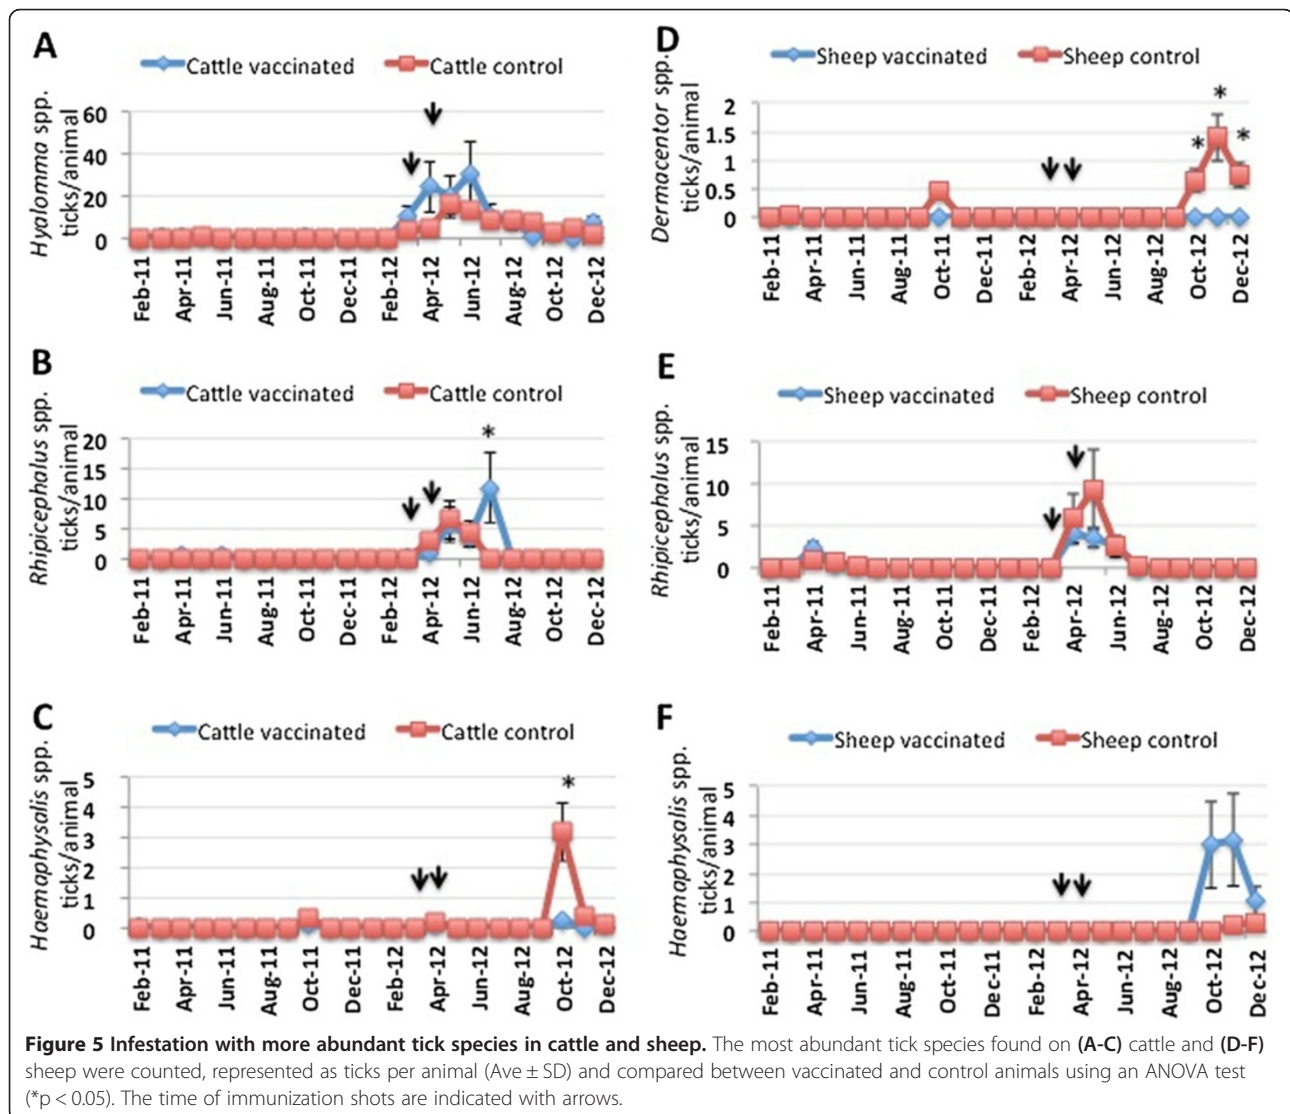 A
Cattle vaccinated Cattle control
Hyalomma spp.
ticks/animal
60
40
20
0
Feb-11 Apr-11 Jun-11 Aug-11 Oct-11 Dec-11 Feb-12 Apr-12 Jun-12 Aug-12 Oct-12 Dec-12
D
Sheep vaccinated Sheep control
Dermacentor spp.
ticks/animal
2
1.5
1
0.5
0
* * *
Feb-11 Apr-11 Jun-11 Aug-11 Oct-11 Dec-11 Feb-12 Apr-12 Jun-12 Aug-12 Oct-12 Dec-12
B
Cattle vaccinated Cattle control
Rhipicephalus spp.
ticks/animal
20
15
10
5
0
*
Feb-11 Apr-11 Jun-11 Aug-11 Oct-11 Dec-11 Feb-12 Apr-12 Jun-12 Aug-12 Oct-12 Dec-12
E
Sheep vaccinated Sheep control
Rhipicephalus spp.
ticks/animal
15
10
5
0
Feb-11 Apr-11 Jun-11 Aug-11 Oct-11 Dec-11 Feb-12 Apr-12 Jun-12 Aug-12 Oct-12 Dec-12
C
Cattle vaccinated Cattle control
Haemaphysalis spp.
ticks/animal
5
4
3
2
1
0
*
Feb-11 Apr-11 Jun-11 Aug-11 Oct-11 Dec-11 Feb-12 Apr-12 Jun-12 Aug-12 Oct-12 Dec-12
F
Sheep vaccinated Sheep control
Haemaphysalis spp.
ticks/animal
5
4
3
2
1
0
Feb-11 Apr-11 Jun-11 Aug-11 Oct-11 Dec-11 Feb-12 Apr-12 Jun-12 Aug-12 Oct-12 Dec-12
Figure 5 Infestation with more abundant tick species in cattle and sheep. The most abundant tick species found on (A-C) cattle and (D-F)
sheep were counted, represented as ticks per animal (Ave ± SD) and compared between vaccinated and control animals using an ANOVA test
(*p < 0.05). The time of immunization shots are indicated with arrows.